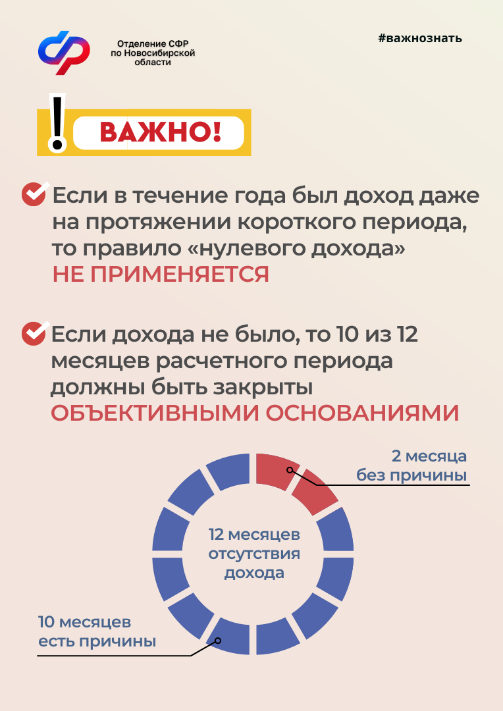 Отделение СФР
по Новосибирской
области
#важнознать
ВАЖНО!
Если в течение года был доход даже
на протяжении короткого периода,
то правило «нулевого дохода»
НЕ ПРИМЕНЯЕТСЯ
Если дохода не было, то 10 из 12
месяцев расчетного периода
должны быть закрыты
ОБЪЕКТИВНЫМИ ОСНОВАНИЯМИ
2 месяца
без причины
12 месяцев
отсутствия
дохода
10 месяцев
есть причины